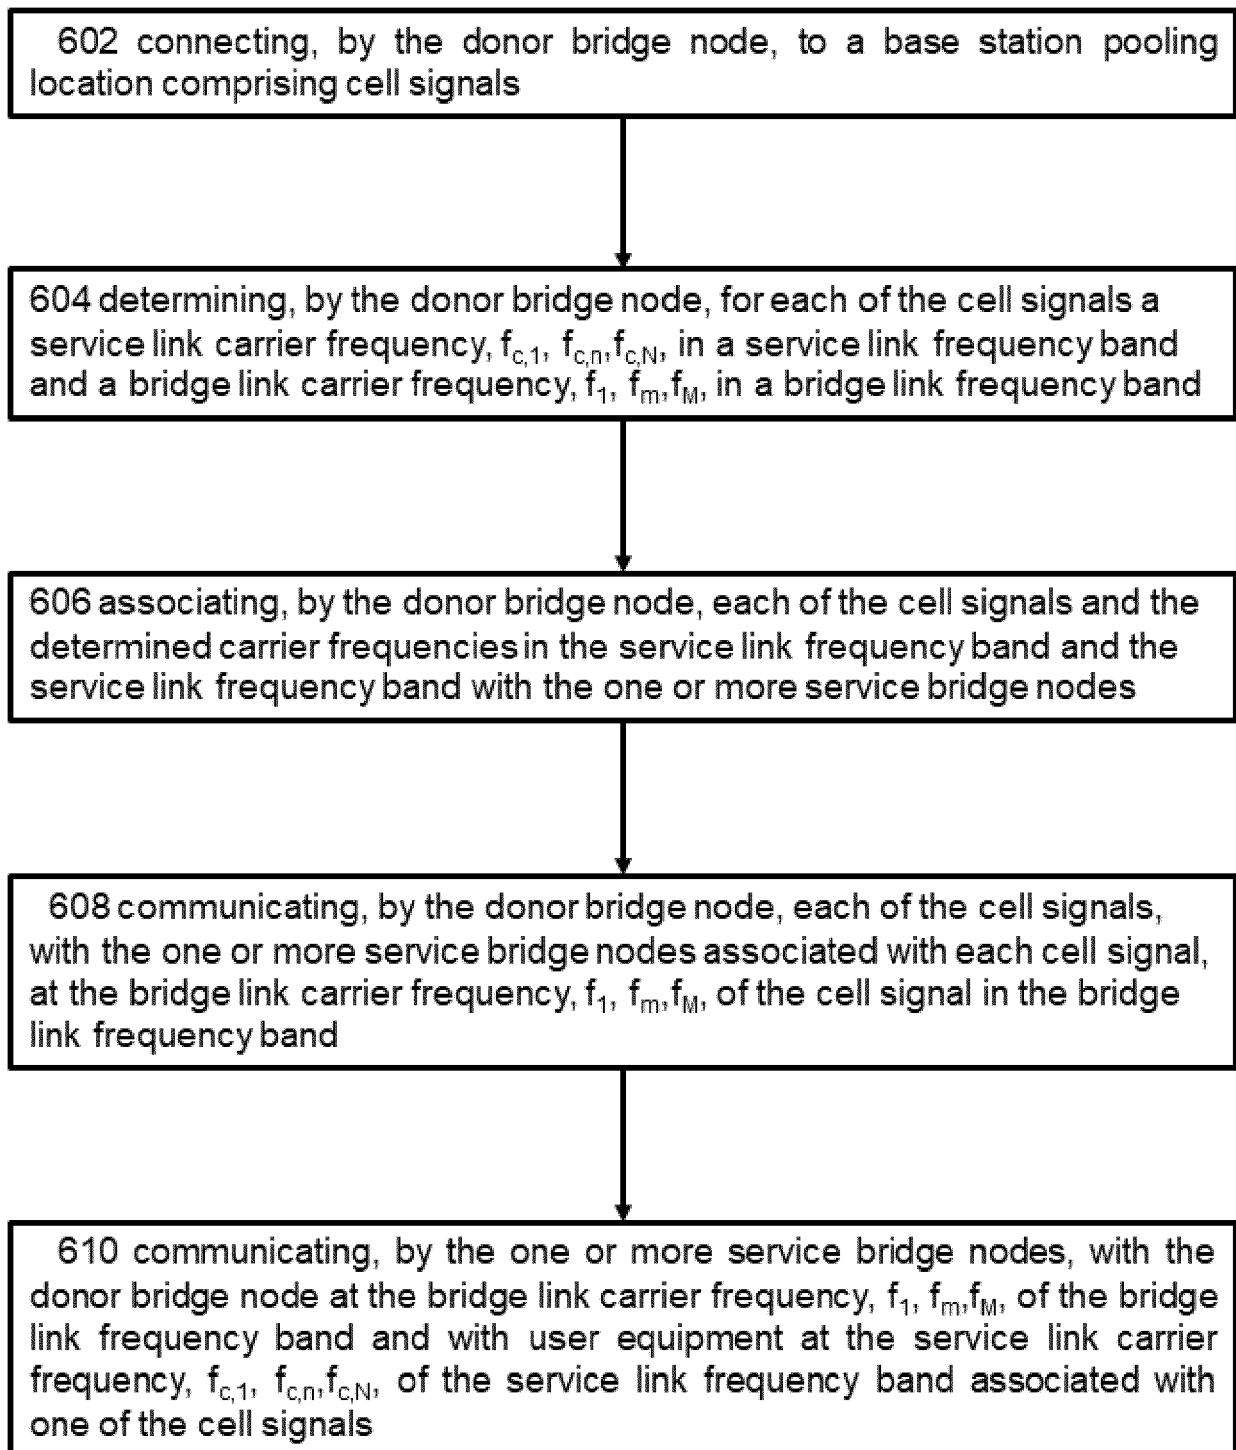 602 connecting, by the donor bridge node, to a base station pooling
location comprising cell signals
604 determining, by the donor bridge node, for each of the cell signals a
service link carrier frequency, fc,1, fc,n,fc,N, in a service link frequency band
and a bridge link carrier frequency, f1, fm,fM, in a bridge link frequency band
606 associating, by the donor bridge node, each of the cell signals and the
determined carrier frequencies in the service link frequency band and the
service link frequency band with the one or more service bridge nodes
608 communicating, by the donor bridge node, each of the cell signals,
with the one or more service bridge nodes associated with each cell signal,
at the bridge link carrier frequency, f1, fm,fM, of the cell signal in the bridge
link frequency band
610 communicating, by the one or more service bridge nodes, with the
donor bridge node at the bridge link carrier frequency, f1, fm,fM, of the bridge
link frequency band and with user equipment at the service link carrier
frequency, fc,1, fc,n,fc,N, of the service link frequency band associated with
one of the cell signals